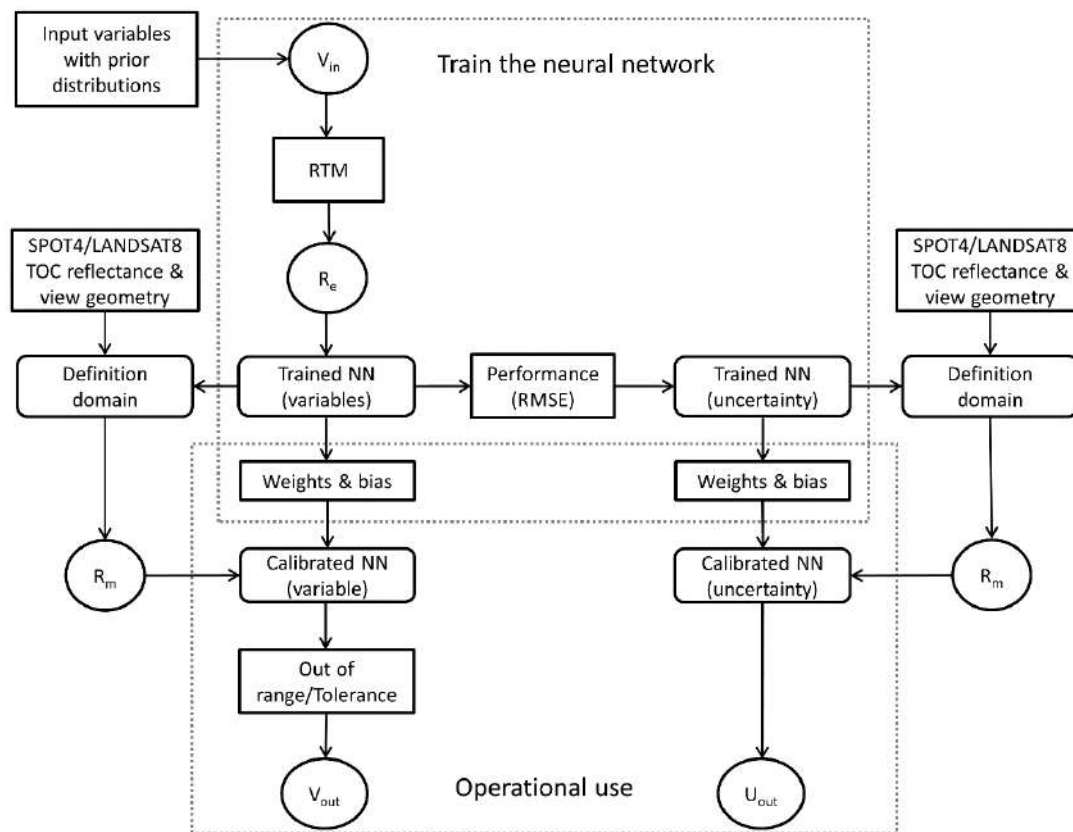 Input variables
with prior
distributions
V_in
Train the neural network
RTM
SPOT4/LANDSAT8
TOC reflectance &
view geometry
R_e
SPOT4/LANDSAT8
TOC reflectance &
view geometry
Definition
domain
Trained NN
(variables)
Performance
(RMSE)
Trained NN
(uncertainty)
Definition
domain
Weights & bias
Weights & bias
R_m
Calibrated NN
(variable)
Calibrated NN
(uncertainty)
R_m
Out of
range/Tolerance
V_out
Operational use
U_out